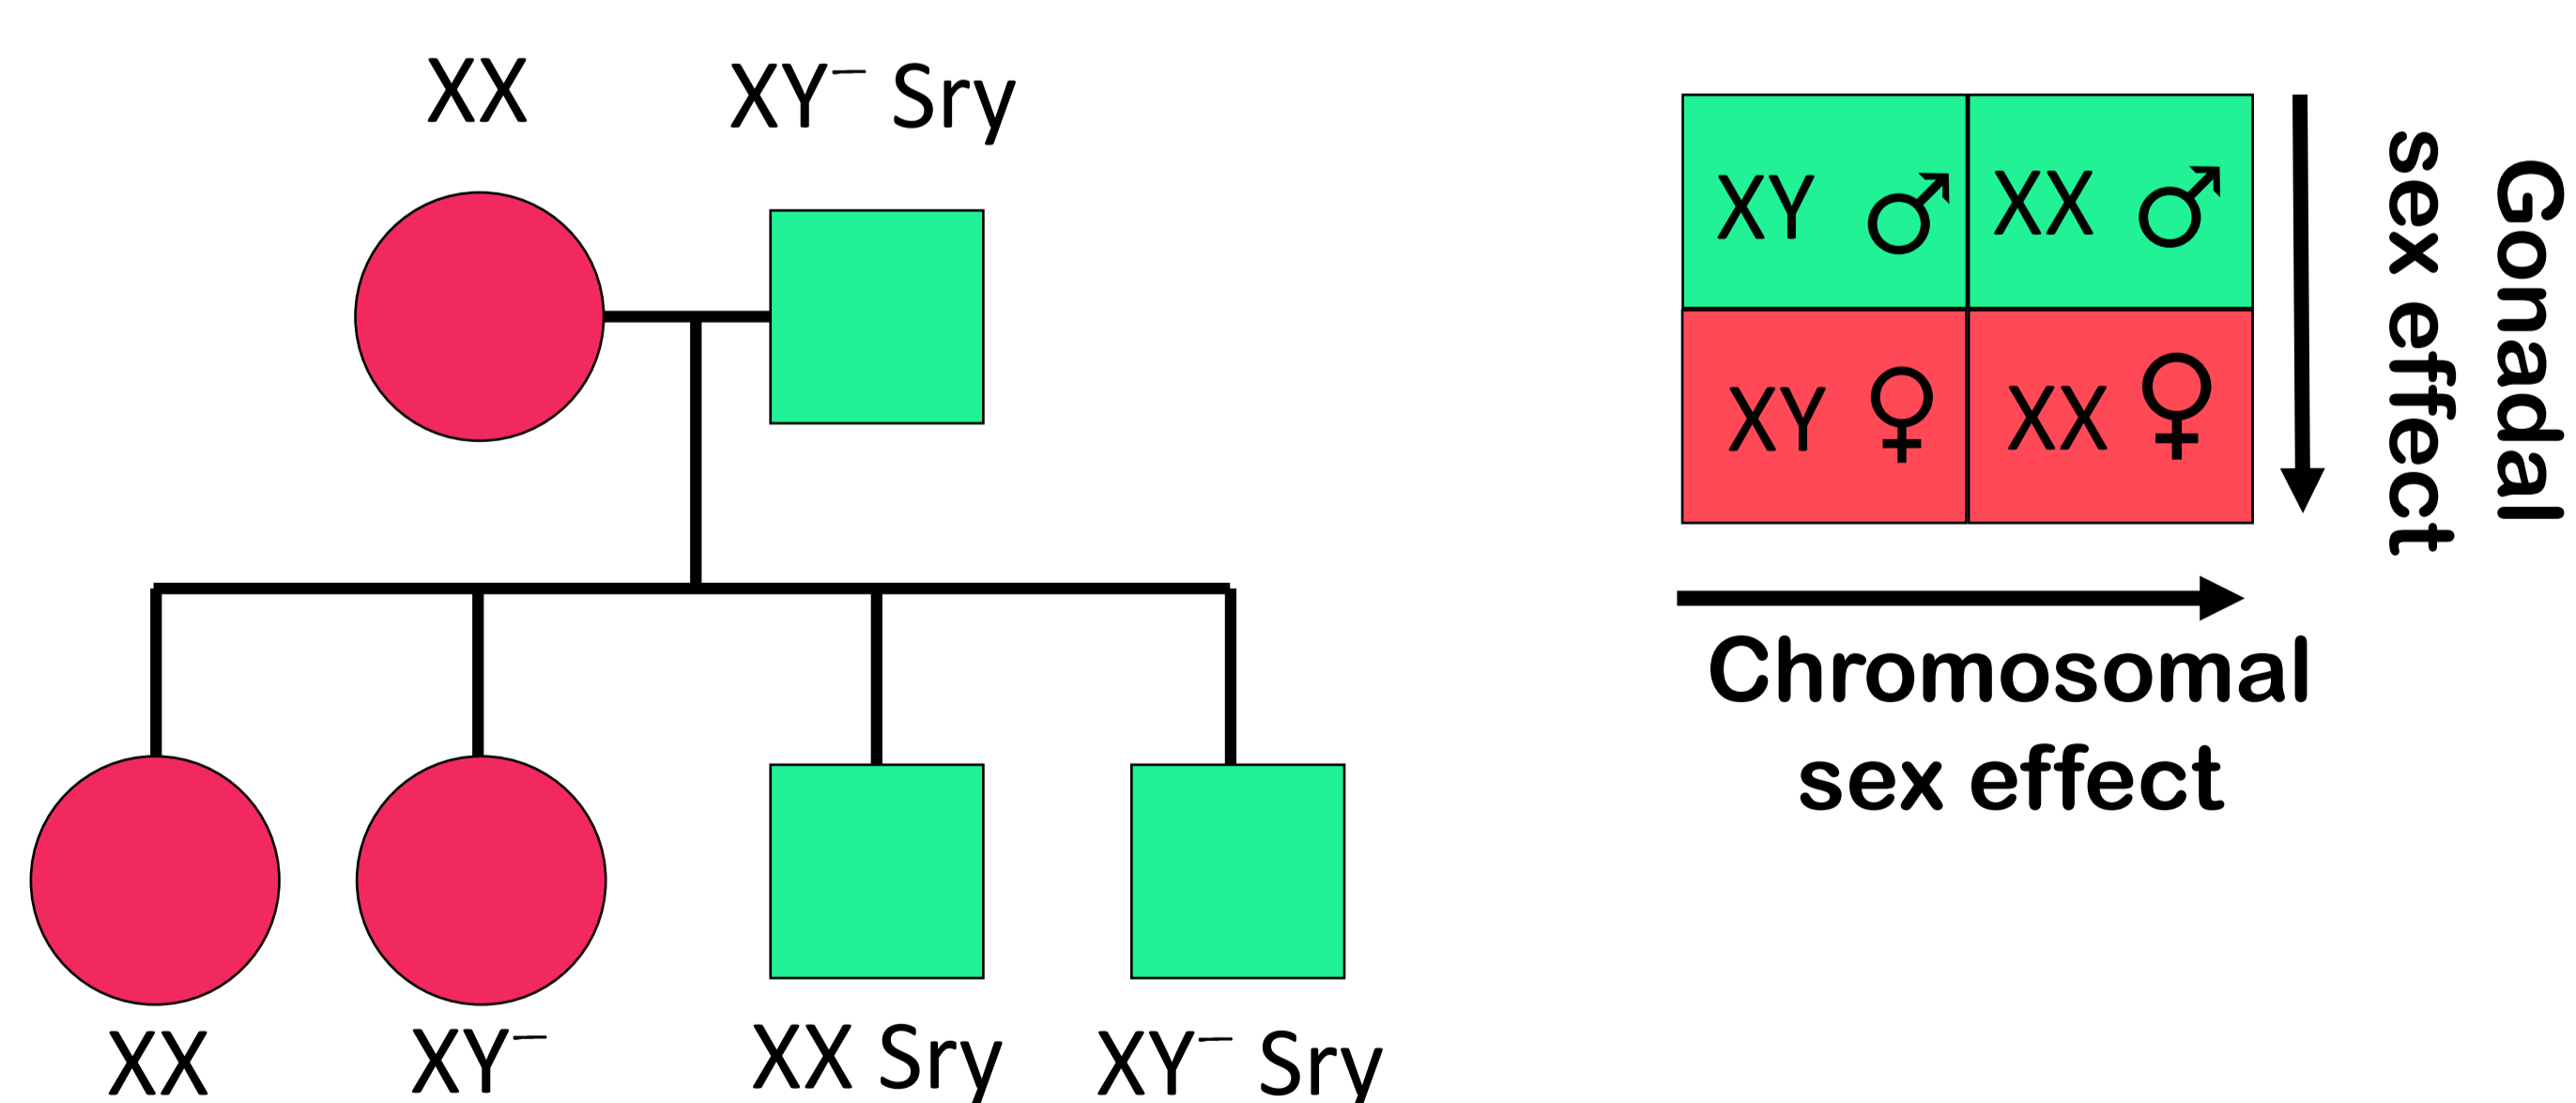 XX
XY⁻ Sry
XX
XY⁻
XX Sry
XY⁻ Sry
XY ♂
XX ♂
XY ♀
XX ♀
Gonadal
sex effect
Chromosomal
sex effect